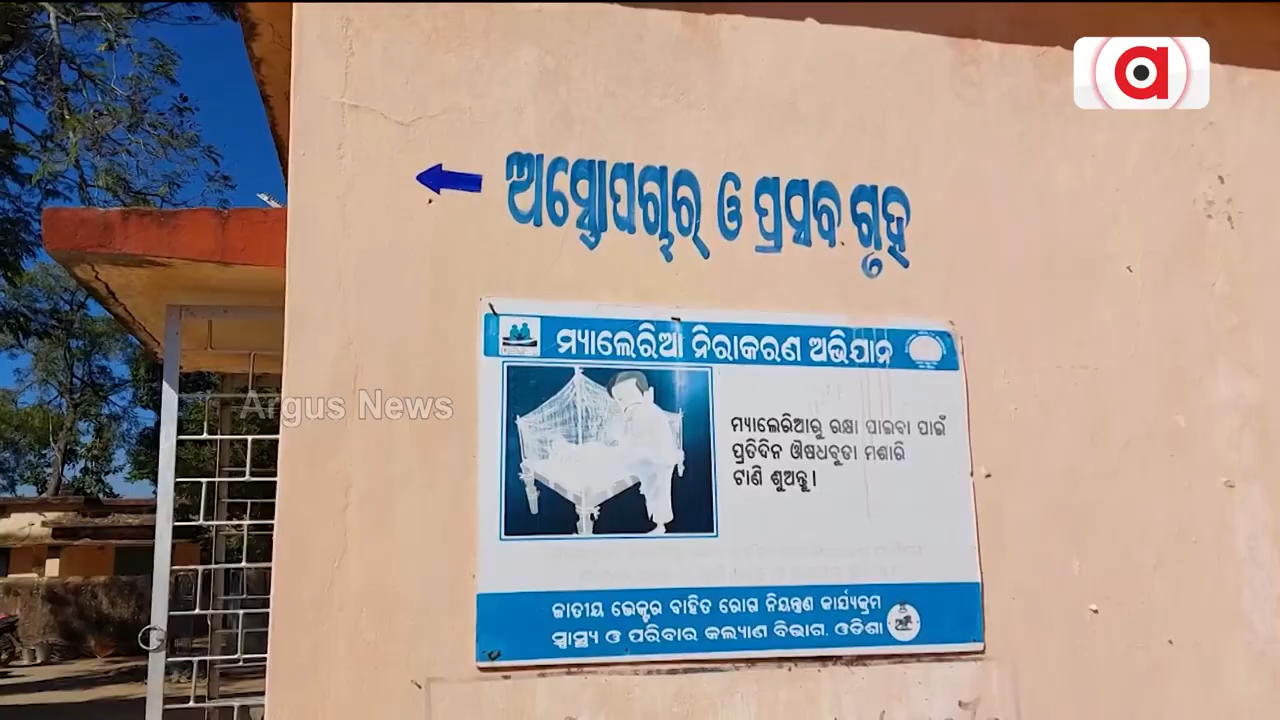 a
ଅସ୍ତ୍ରୋପଚାର ଓ ପ୍ରସବ ଗୃହ
ମ୍ୟାଲେରିଆ ନିରାକରଣ ଅଭିଯାନ
Argus News
ମ୍ୟାଲେରିଆରୁ ରକ୍ଷା ପାଇବା ପାଇଁ
ପ୍ରତିଦିନ ଔଷଧବୁଡା ମଶାରି
ଟାଣି ଶୁଅନ୍ତୁ।
ଜାତୀୟ ଭେକ୍ଟର ବାହିତ ରୋଗ ନିୟନ୍ତ୍ରଣ କାର୍ଯ୍ୟକ୍ରମ
ସ୍ୱାସ୍ଥ୍ୟ ଓ ପରିବାର କଲ୍ୟାଣ ବିଭାଗ, ଓଡିଶା